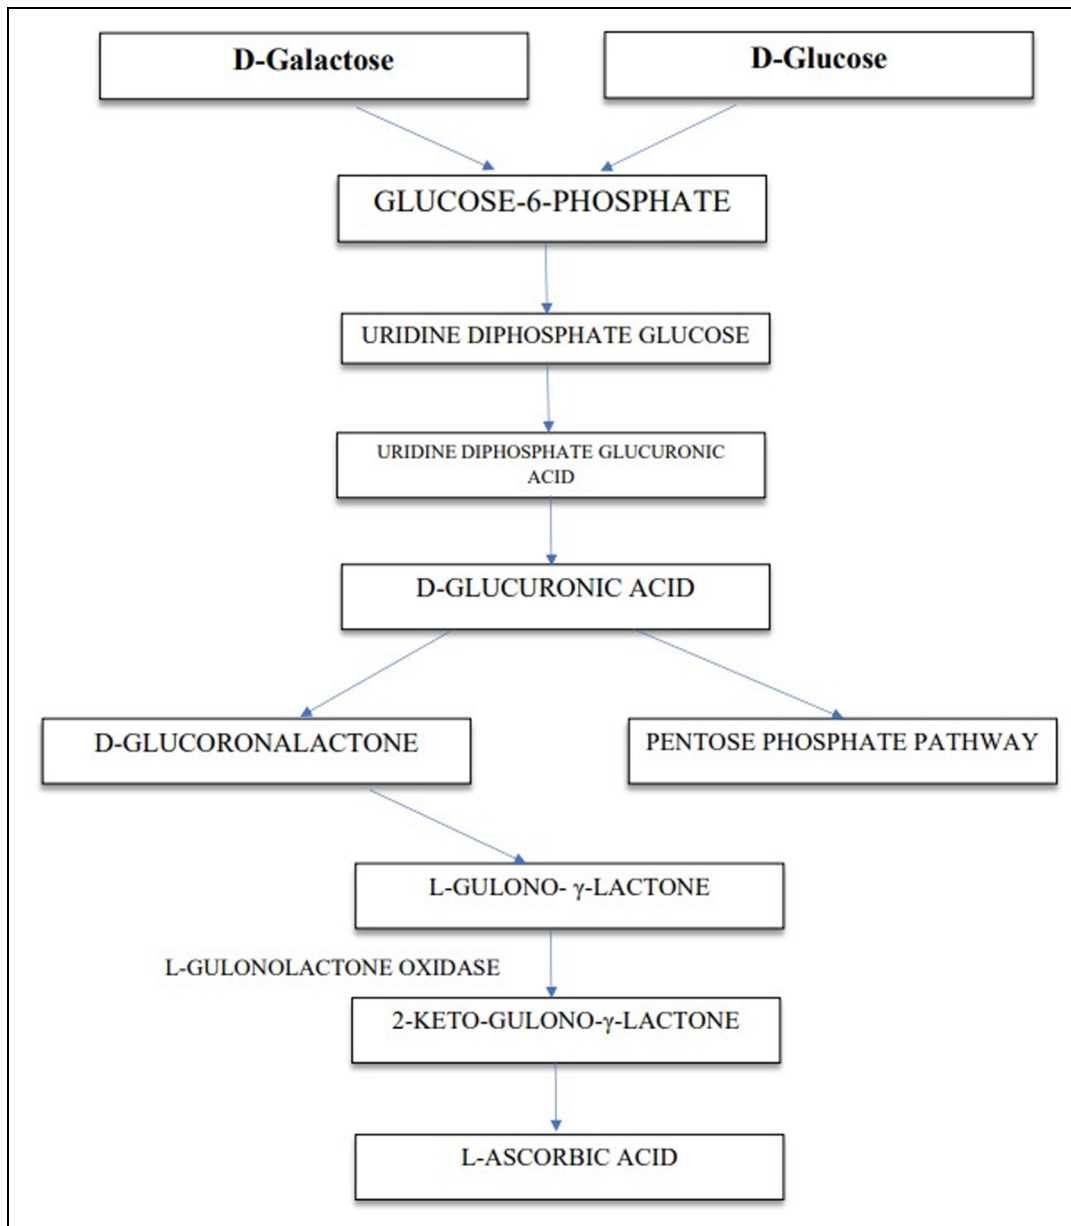 D-Galactose
D-Glucose
GLUCOSE-6-PHOSPHATE
URIDINE DIPHOSPHATE GLUCOSE
URIDINE DIPHOSPHATE GLUCURONIC
ACID
D-GLUCURONIC ACID
D-GLUCORONALACTONE
PENTOSE PHOSPHATE PATHWAY
L-GULONO- γ-LACTONE
L-GULONOLACTONE OXIDASE
2-KETO-GULONO-γ-LACTONE
L-ASCORBIC ACID